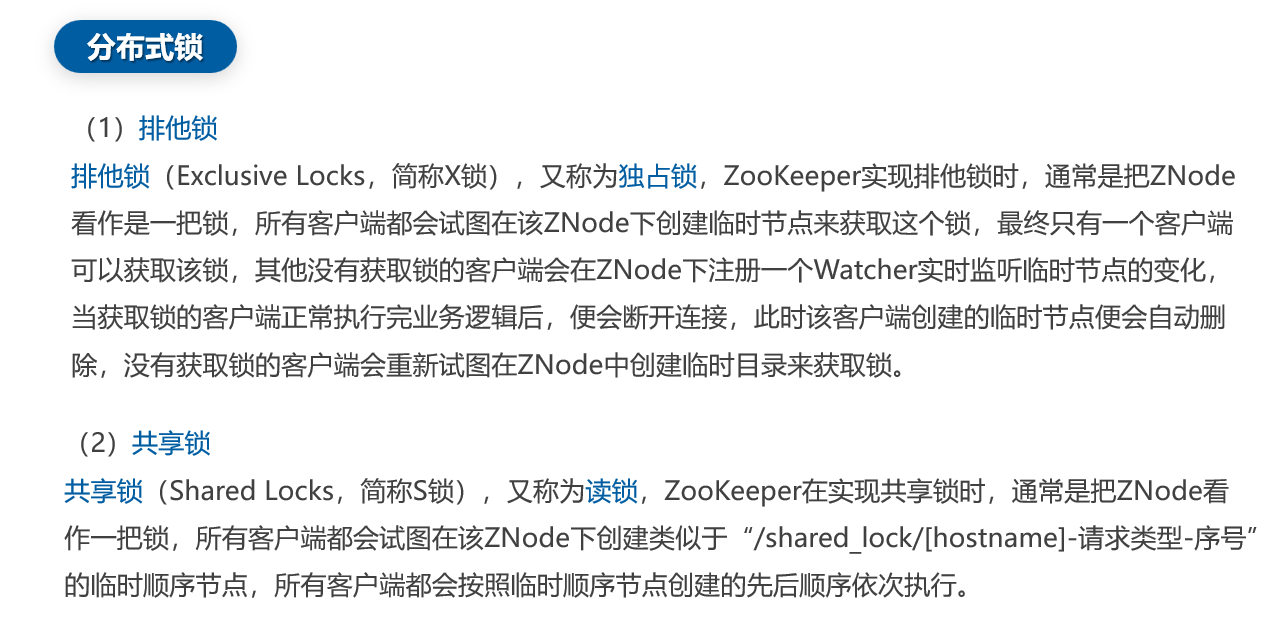 分布式锁
（1）排他锁
排他锁（Exclusive Locks，简称X锁），又称为独占锁，ZooKeeper实现排他锁时，通常是把ZNode
看作是一把锁，所有客户端都会试图在该ZNode下创建临时节点来获取这个锁，最终只有一个客户端
可以获取该锁，其他没有获取锁的客户端会在ZNode下注册一个Watcher实时监听临时节点的变化，
当获取锁的客户端正常执行完业务逻辑后，便会断开连接，此时该客户端创建的临时节点便会自动删
除，没有获取锁的客户端会重新试图在ZNode中创建临时目录来获取锁。
（2）共享锁
共享锁（Shared Locks，简称S锁），又称为读锁，ZooKeeper在实现共享锁时，通常是把ZNode看
作一把锁，所有客户端都会试图在该ZNode下创建类似于“/shared_lock/[hostname]-请求类型-序号”
的临时顺序节点，所有客户端都会按照临时顺序节点创建的先后顺序依次执行。